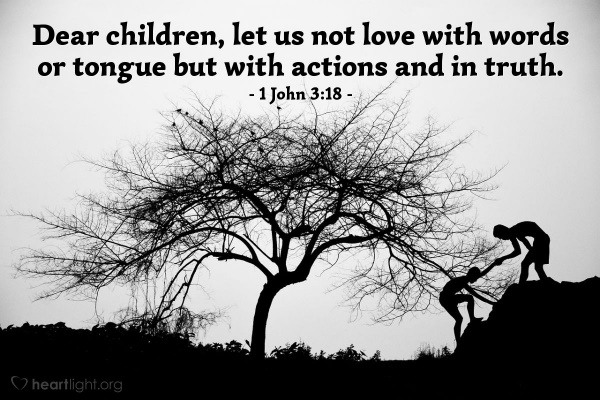 Dear children, let us not love with words
or tongue but with actions and in truth.
- 1 John 3:18 -
heartlight.org